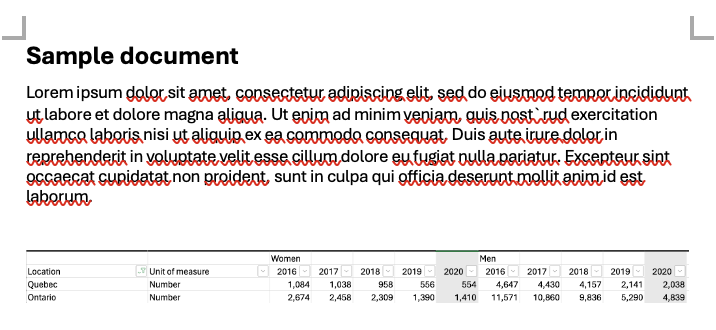 Sample document
Lorem ipsum dolor sit amet, consectetur adipiscing elit, sed do eiusmod tempor incididunt
ut labore et dolore magna aliqua. Ut enim ad minim veniam, quis nost`rud exercitation
ullamco laboris nisi ut aliquip ex ea commodo consequat. Duis aute irure dolor in
reprehenderit in voluptate velit esse cillum dolore eu fugiat nulla pariatur. Excepteur sint
occaecat cupidatat non proident, sunt in culpa qui officia deserunt mollit anim id est
laborum.
Women Men
Location Unit of measure 2016 2017 2018 2019 2020 2016 2017 2018 2019 2020
Quebec Number 1,084 1,038 958 556 554 4,647 4,430 4,157 2,141 2,038
Ontario Number 2,674 2,458 2,309 1,390 1,410 11,571 10,860 9,836 5,290 4,839